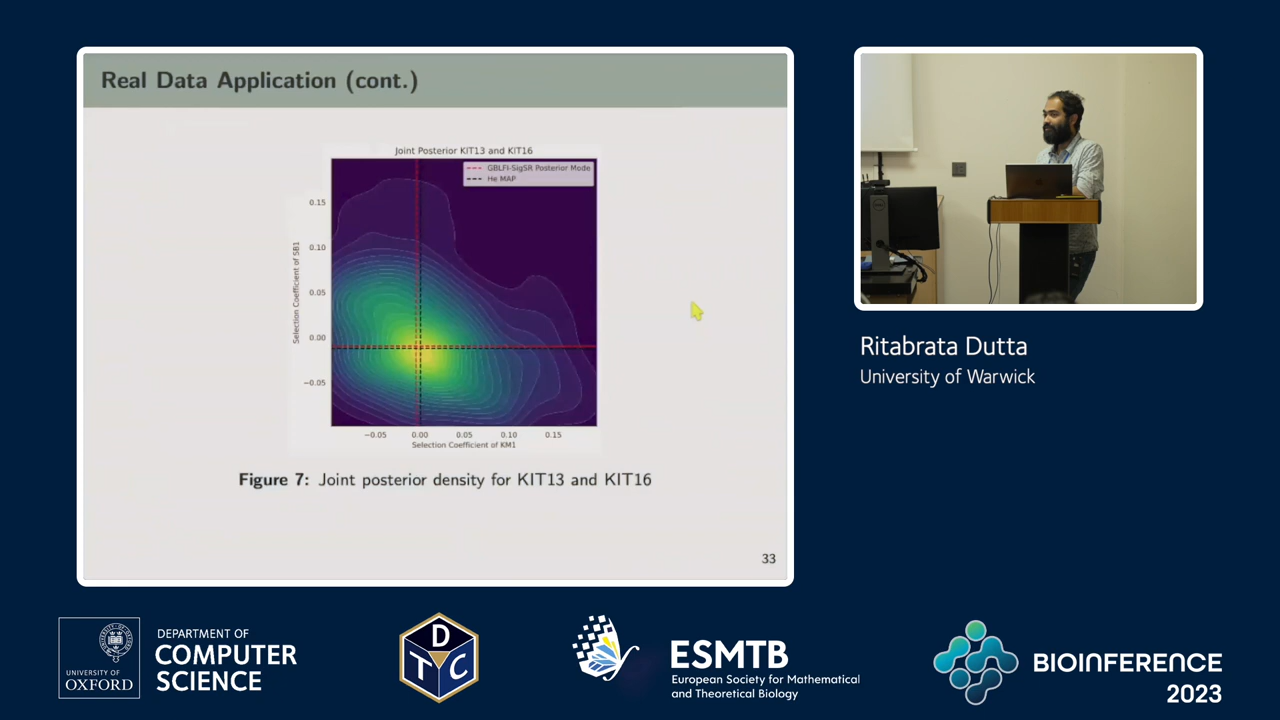 Real Data Application (cont.)
Joint Posterior KIT13 and KIT16
GBLFI-SigSR Posterior Mode
He MAP
0.15
0.10
0.05
0.00
−0.05
Selection Coefficient of SB1
−0.05 0.00 0.05 0.10 0.15
Selection Coefficient of KM1
Figure 7: Joint posterior density for KIT13 and KIT16
33
Ritabrata Dutta
University of Warwick
UNIVERSITY OF
OXFORD
DEPARTMENT OF
COMPUTER
SCIENCE
D
T C
ESMTB
European Society for Mathematical
and Theoretical Biology
BIOINFERENCE
2023